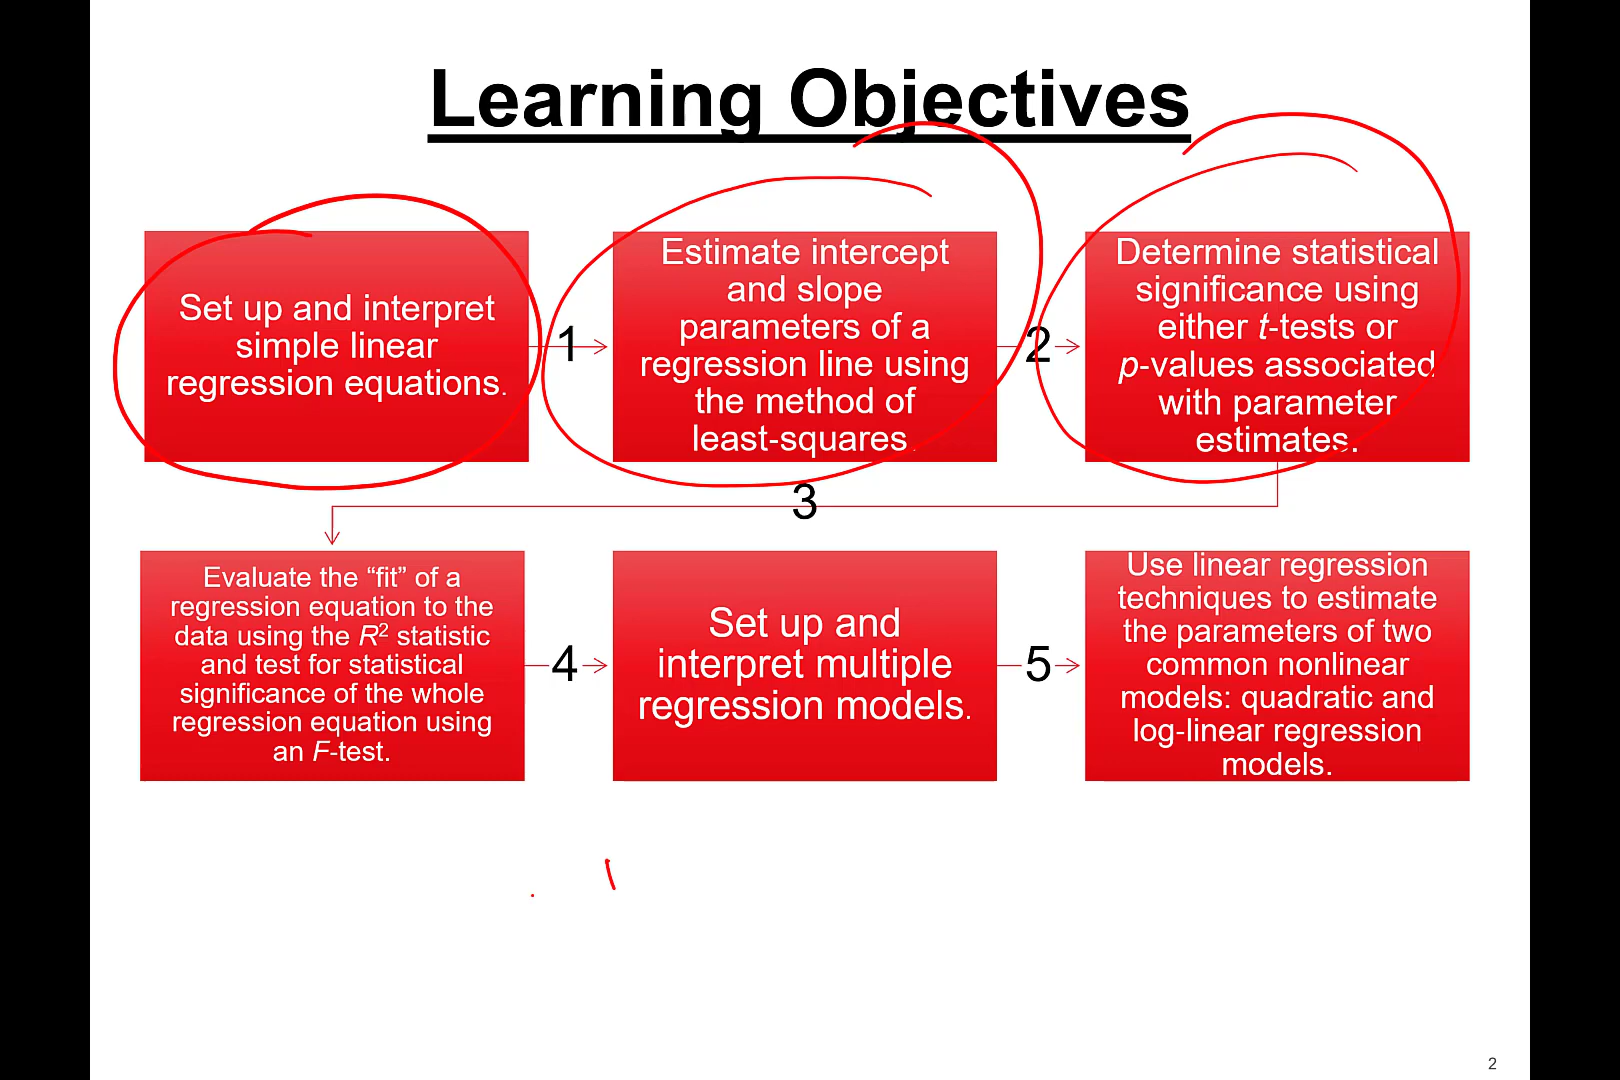 Learning Objectives
Set up and interpret
simple linear
regression equations.
1
Estimate intercept
and slope
parameters of a
regression line using
the method of
least-squares.
2
Determine statistical
significance using
either t-tests or
p-values associated
with parameter
estimates.
3
Evaluate the “fit” of a
regression equation to the
data using the R² statistic
and test for statistical
significance of the whole
regression equation using
an F-test.
4
Set up and
interpret multiple
regression models.
5
Use linear regression
techniques to estimate
the parameters of two
common nonlinear
models: quadratic and
log-linear regression
models.
2